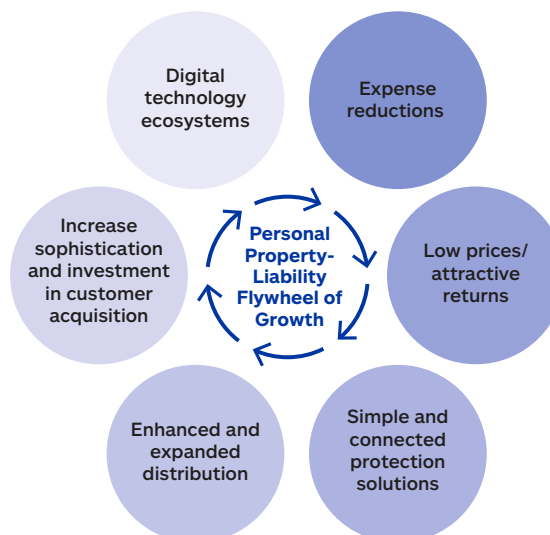 Digital
technology
ecosystems
Expense
reductions
Increase
sophistication
and investment
in customer
acquisition
Personal
Property-
Liability
Flywheel of
Growth
Low prices/
attractive
returns
Enhanced and
expanded
distribution
Simple and
connected
protection
solutions